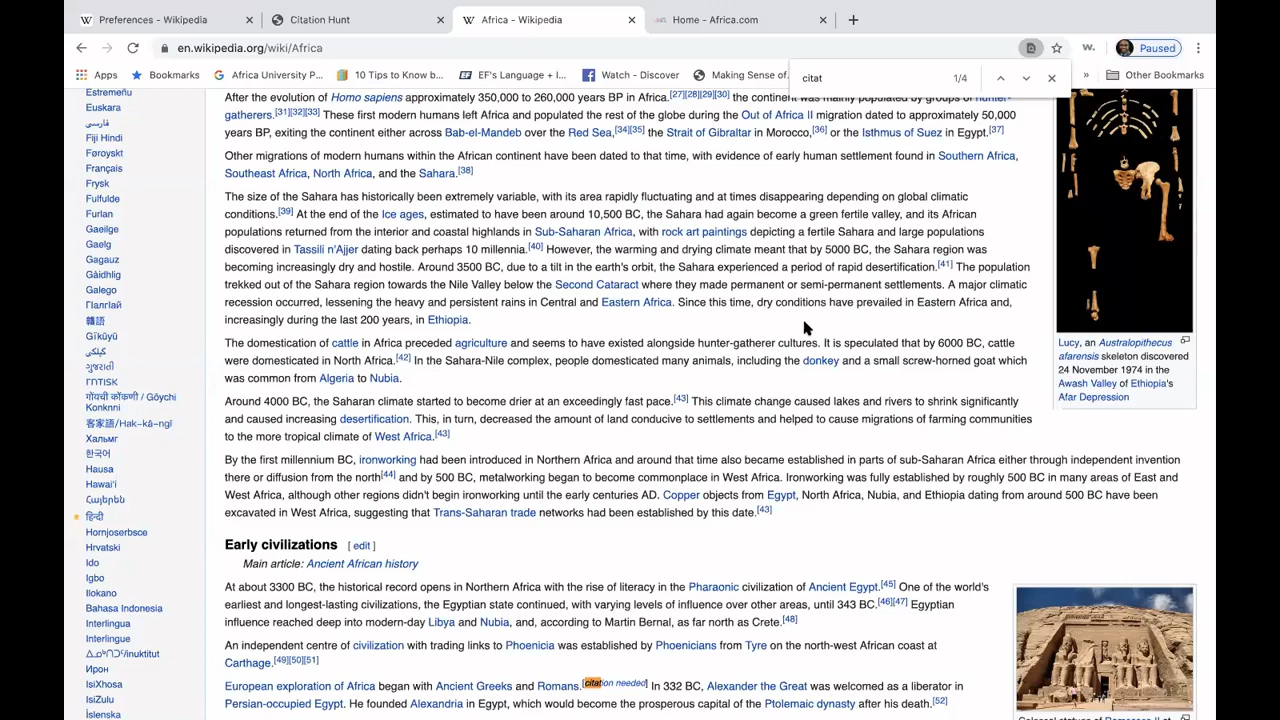 Preferences - Wikipedia
Citation Hunt
Africa - Wikipedia
Home - Africa.com
en.wikipedia.org/wiki/Africa
W.
Paused
Apps
Bookmarks
Africa University P...
10 Tips to Know b...
EF's Language + I...
Watch - Discover
Making Sense of.
citat
1/4
»
Other Bookmarks
Estremeñu
Euskara
فارسی
Fiji Hindi
Føroyskt
Français
Frysk
Fulfulde
Furlan
Gaeilge
Gaelg
Gagauz
Gàidhlig
Galego
ГӀалгӀай
贛語
Gĩkũyũ
گیلکی
ગુજરાતી
गोंयची कोंकणी / Gõychi
Konknni
客家語/Hak-kâ-ngî
Хальмг
한국어
Hausa
Hawaiʻi
Հայերեն
हिन्दी
Hornjoserbsce
Hrvatski
Ido
Igbo
Ilokano
Bahasa Indonesia
Interlingua
Interlingue
ᐃᓄᒃᑎᑐᑦ/inuktitut
Ирон
IsiXhosa
IsiZulu
Íslenska
After the evolution of Homo sapiens approximately 350,000 to 260,000 years BP in Africa.[27][28][29][30] the continent was mainly populated by groups of hunter-
gatherers.[31][32][33] These first modern humans left Africa and populated the rest of the globe during the Out of Africa II migration dated to approximately 50,000
years BP, exiting the continent either across Bab-el-Mandeb over the Red Sea,[34][35] the Strait of Gibraltar in Morocco,[36] or the Isthmus of Suez in Egypt.[37]
Other migrations of modern humans within the African continent have been dated to that time, with evidence of early human settlement found in Southern Africa,
Southeast Africa, North Africa, and the Sahara.[38]
The size of the Sahara has historically been extremely variable, with its area rapidly fluctuating and at times disappearing depending on global climatic
conditions.[39] At the end of the Ice ages, estimated to have been around 10,500 BC, the Sahara had again become a green fertile valley, and its African
populations returned from the interior and coastal highlands in Sub-Saharan Africa, with rock art paintings depicting a fertile Sahara and large populations
discovered in Tassili n'Ajjer dating back perhaps 10 millennia.[40] However, the warming and drying climate meant that by 5000 BC, the Sahara region was
becoming increasingly dry and hostile. Around 3500 BC, due to a tilt in the earth's orbit, the Sahara experienced a period of rapid desertification.[41] The population
trekked out of the Sahara region towards the Nile Valley below the Second Cataract where they made permanent or semi-permanent settlements. A major climatic
recession occurred, lessening the heavy and persistent rains in Central and Eastern Africa. Since this time, dry conditions have prevailed in Eastern Africa and,
increasingly during the last 200 years, in Ethiopia.
The domestication of cattle in Africa preceded agriculture and seems to have existed alongside hunter-gatherer cultures. It is speculated that by 6000 BC, cattle
were domesticated in North Africa.[42] In the Sahara-Nile complex, people domesticated many animals, including the donkey and a small screw-horned goat which
was common from Algeria to Nubia.
Around 4000 BC, the Saharan climate started to become drier at an exceedingly fast pace.[43] This climate change caused lakes and rivers to shrink significantly
and caused increasing desertification. This, in turn, decreased the amount of land conducive to settlements and helped to cause migrations of farming communities
to the more tropical climate of West Africa.[43]
By the first millennium BC, ironworking had been introduced in Northern Africa and around that time also became established in parts of sub-Saharan Africa either through independent invention
there or diffusion from the north[44] and by 500 BC, metalworking began to become commonplace in West Africa. Ironworking was fully established by roughly 500 BC in many areas of East and
West Africa, although other regions didn't begin ironworking until the early centuries AD. Copper objects from Egypt, North Africa, Nubia, and Ethiopia dating from around 500 BC have been
excavated in West Africa, suggesting that Trans-Saharan trade networks had been established by this date.[43]
Early civilizations [ edit ]
Main article: Ancient African history
At about 3300 BC, the historical record opens in Northern Africa with the rise of literacy in the Pharaonic civilization of Ancient Egypt.[45] One of the world's
earliest and longest-lasting civilizations, the Egyptian state continued, with varying levels of influence over other areas, until 343 BC.[46][47] Egyptian
influence reached deep into modern-day Libya and Nubia, and, according to Martin Bernal, as far north as Crete.[48]
An independent centre of civilization with trading links to Phoenicia was established by Phoenicians from Tyre on the north-west African coast at
Carthage.[49][50][51]
European exploration of Africa began with Ancient Greeks and Romans.[citation needed] In 332 BC, Alexander the Great was welcomed as a liberator in
Persian-occupied Egypt. He founded Alexandria in Egypt, which would become the prosperous capital of the Ptolemaic dynasty after his death.[52]
Lucy, an Australopithecus
afarensis skeleton discovered
24 November 1974 in the
Awash Valley of Ethiopia's
Afar Depression